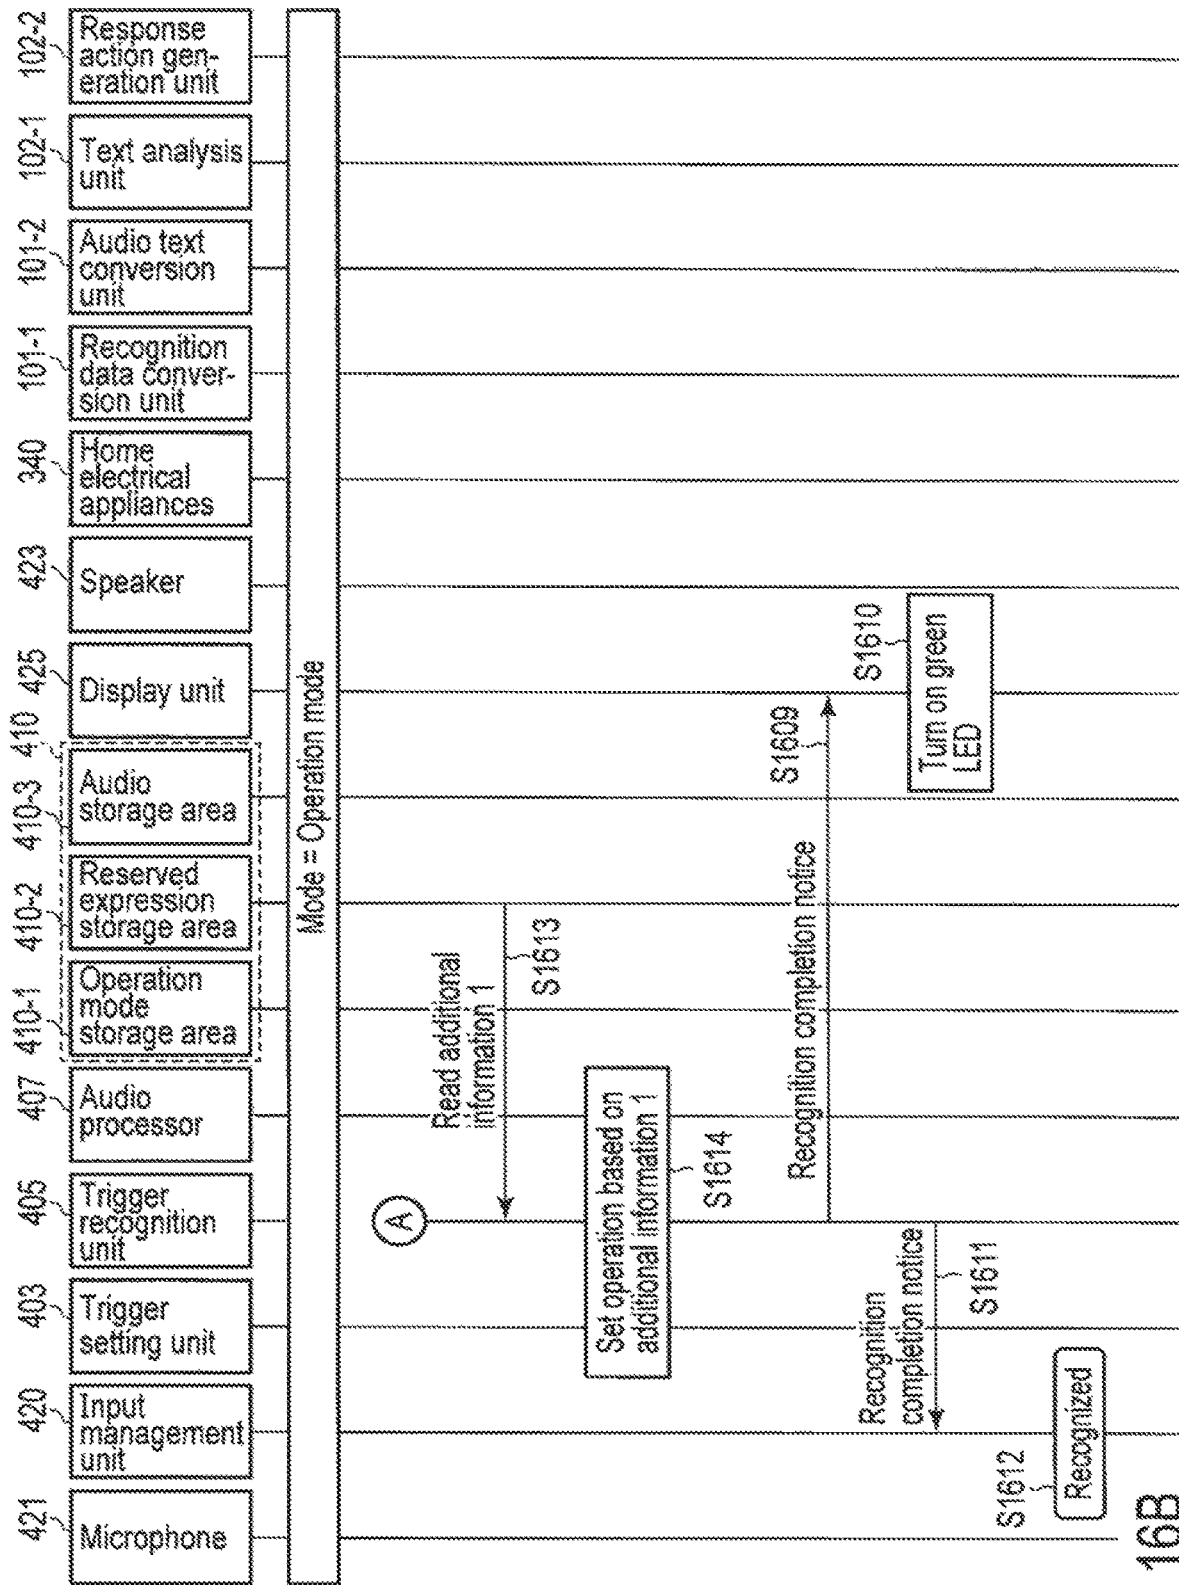 421
Microphone
420
Input
management
unit
403
Trigger
setting unit
405
Trigger
recognition
unit
407
Audio
processor
410-1
Operation
mode
storage area
410-2
Reserved
expression
storage area
410-3
Audio
storage area
410
425
Display unit
423
Speaker
340
Home
electrical
appliances
101-1
Recognition
data conver-
sion unit
101-2
Audio text
conversion
unit
102-1
Text analysis
unit
102-2
Response
action gen-
eration unit
Mode = Operation mode
A
Read additional
information 1
S1613
Set operation based on
additional information 1
S1614
Recognition completion notice
S1609
S1610
Turn on green
LED
Recognition
completion notice
S1611
S1612
Recognized
16B